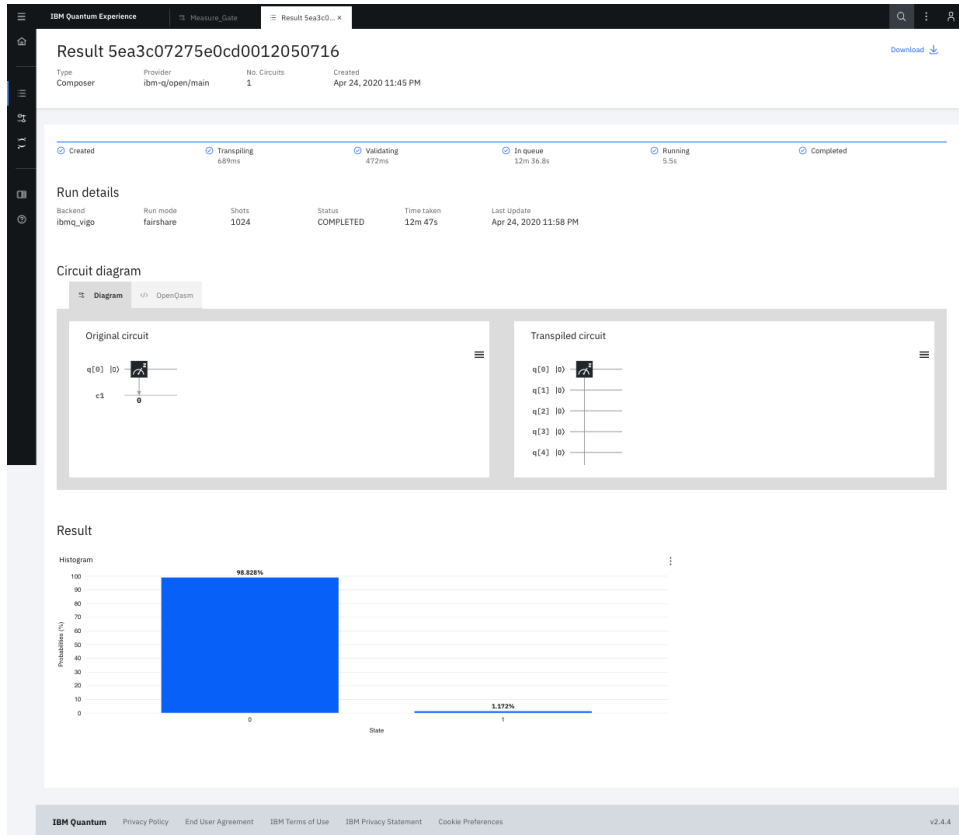 IBM Quantum Experience
Measure_Gate
Result 5ea3c0... ×
Result 5ea3c07275e0cd0012050716
Download
Type Provider No. Circuits Created
Composer ibm-q/open/main 1 Apr 24, 2020 11:45 PM
Created Transpiling Validating In queue Running Completed
689ms 472ms 12m 36.8s 5.5s
Run details
Backend Run mode Shots Status Time taken Last Update
ibmq_vigo fairshare 1024 COMPLETED 12m 47s Apr 24, 2020 11:58 PM
Circuit diagram
Diagram </> OpenQasm
Original circuit
q[0] |0⟩ z
c1
0
Transpiled circuit
q[0] |0⟩ z
q[1] |0⟩
q[2] |0⟩
q[3] |0⟩
q[4] |0⟩
Result
Histogram
Probabilities (%)
100
90
80
70
60
50
40
30
20
10
0
98.828%
1.172%
0 1
State
IBM Quantum Privacy Policy End User Agreement IBM Terms of Use IBM Privacy Statement Cookie Preferences v2.4.4